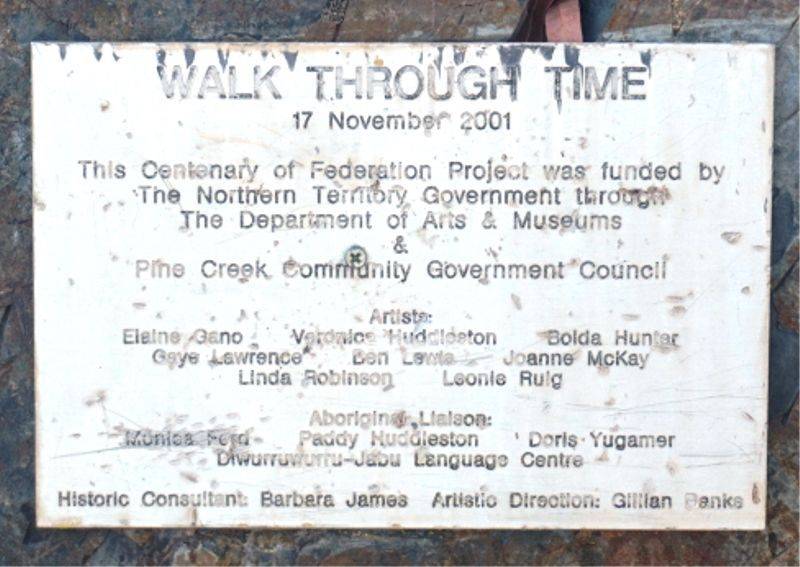 WALK THROUGH TIME
17 November 2001
This Centenary of Federation Project was funded by
The Northern Territory Government through
The Department of Arts & Museums
&
Pine Creek Community Government Council
Artists:
Elaine Gano Veronica Huddleston Bolda Hunter
Gaye Lawrence Ben Lewis Joanne McKay
Linda Robinson Leonie Ruig
Aboriginal Liaison:
Monica Ford Paddy Huddleston Doris Yugamer
Diwurruwurru-Jabu Language Centre
Historic Consultant: Barbara James Artistic Direction: Gillian Banks